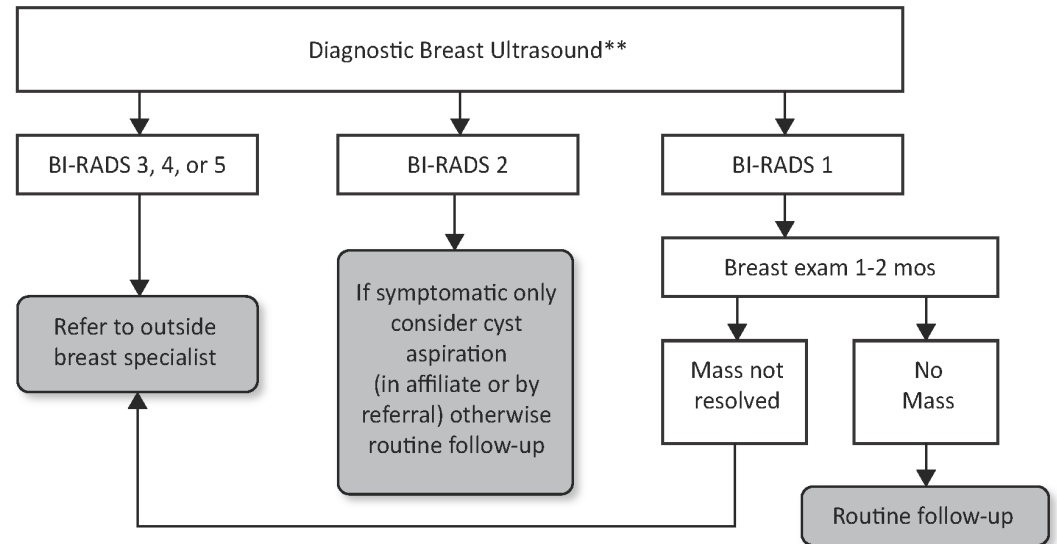 Diagnostic Breast Ultrasound**
BI-RADS 3, 4, or 5
BI-RADS 2
BI-RADS 1
Breast exam 1-2 mos
If symptomatic only
consider cyst
aspiration
(in affiliate or by
referral) otherwise
routine follow-up
Refer to outside
breast specialist
Mass not
resolved
No
Mass
Routine follow-up